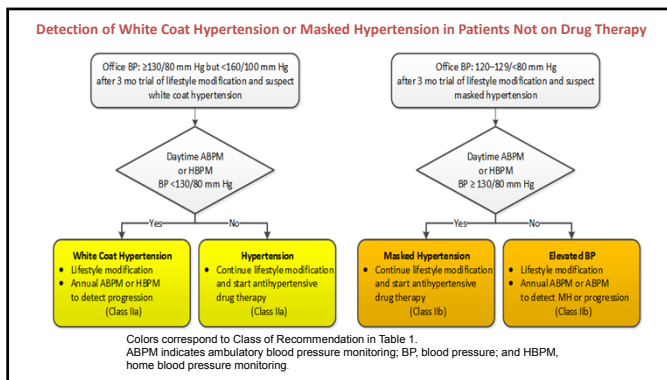 Detection of White Coat Hypertension or Masked Hypertension in Patients Not on Drug Therapy
Office BP: ≥130/80 mm Hg but <160/100 mm Hg
after 3 mo trial of lifestyle modification and suspect
white coat hypertension
Daytime ABPM
or HBPM
BP <130/80 mm Hg
Yes
No
White Coat Hypertension
• Lifestyle modification
• Annual ABPM or HBPM
to detect progression
(Class IIa)
Hypertension
• Continue lifestyle modification
and start antihypertensive
drug therapy
(Class IIa)
Office BP: 120–129/<80 mm Hg
after 3 mo trial of lifestyle modification and suspect
masked hypertension
Daytime ABPM
or HBPM
BP ≥ 130/80 mm Hg
Yes
No
Masked Hypertension
• Continue lifestyle modification
and start antihypertensive
drug therapy
(Class IIb)
Elevated BP
• Lifestyle modification
• Annual ABPM or ABPM
to detect MH or progression
(Class IIb)
Colors correspond to Class of Recommendation in Table 1.
ABPM indicates ambulatory blood pressure monitoring; BP, blood pressure; and HBPM,
home blood pressure monitoring.